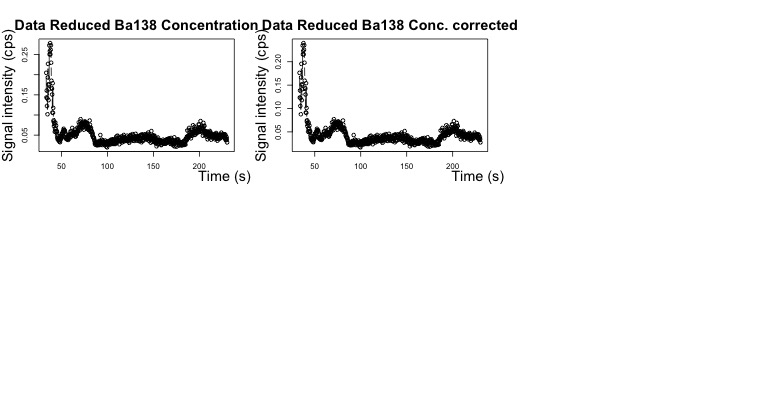 Data Reduced Ba138 Concentration
Signal intensity (cps)
0.05
0.15
0.25
50
100
150
200
Time (s)
Data Reduced Ba138 Conc. corrected
Signal intensity (cps)
0.05
0.10
0.15
0.20
50
100
150
200
Time (s)